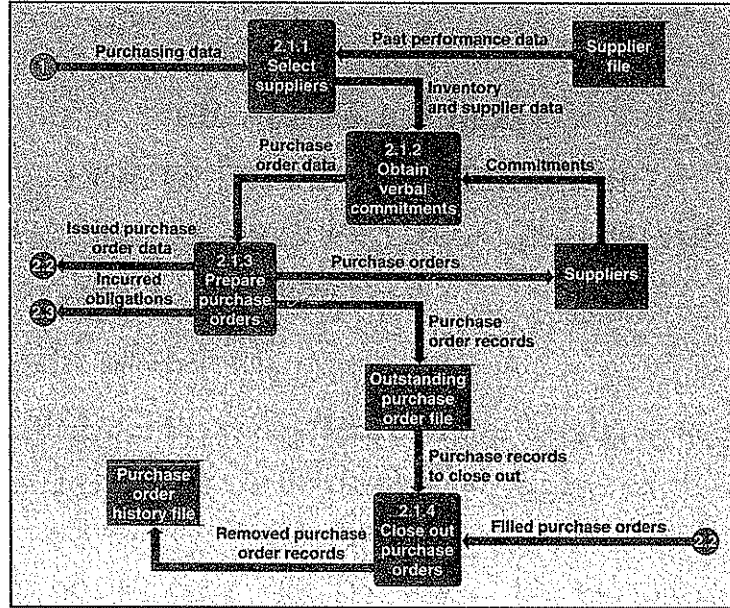 Purchasing data
2.1.1
Select
suppliers
Past performance data
Supplier
file
1
Inventory
and supplier data
Purchase
order data
2.1.2
Obtain
verbal
commitments
Commitments
Issued purchase
order data
2.2
Incurred
obligations
2.3
2.1.3
Prepare
purchase
orders
Purchase orders
Suppliers
Purchase
order records
Outstanding
purchase
order file
Purchase records
to close out
Purchase
order
history file
2.1.4
Close out
purchase
orders
Filled purchase orders
2.2
Removed purchase
order records